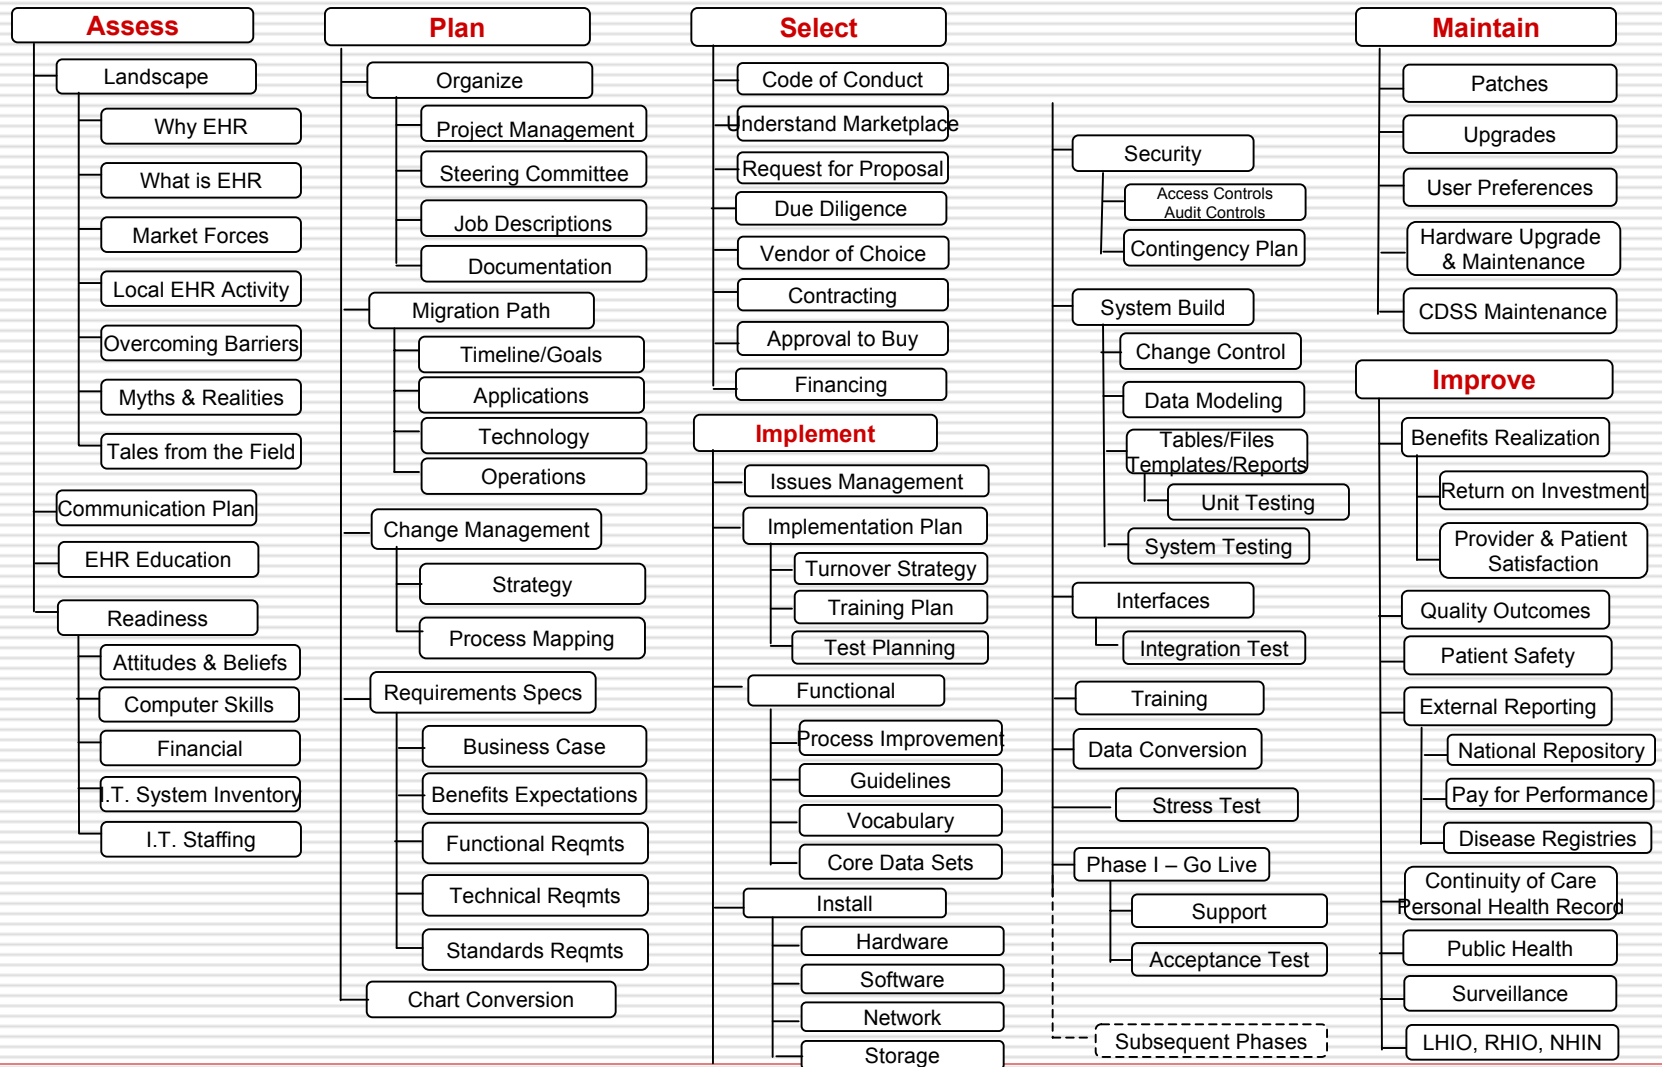 Assess
Landscape
Why EHR
What is EHR
Market Forces
Local EHR Activity
Overcoming Barriers
Myths & Realities
Tales from the Field
Communication Plan
EHR Education
Readiness
Attitudes & Beliefs
Computer Skills
Financial
I.T. System Inventory
I.T. Staffing
Plan
Organize
Project Management
Steering Committee
Job Descriptions
Documentation
Migration Path
Timeline/Goals
Applications
Technology
Operations
Change Management
Strategy
Process Mapping
Requirements Specs
Business Case
Benefits Expectations
Functional Reqmts
Technical Reqmts
Standards Reqmts
Chart Conversion
Select
Code of Conduct
Understand Marketplace
Request for Proposal
Due Diligence
Vendor of Choice
Contracting
Approval to Buy
Financing
Implement
Issues Management
Implementation Plan
Turnover Strategy
Training Plan
Test Planning
Functional
Process Improvement
Guidelines
Vocabulary
Core Data Sets
Install
Hardware
Software
Network
Storage
Security
Access Controls
Audit Controls
Contingency Plan
System Build
Change Control
Data Modeling
Tables/Files
Templates/Reports
Unit Testing
System Testing
Interfaces
Integration Test
Training
Data Conversion
Stress Test
Phase I – Go Live
Support
Acceptance Test
Subsequent Phases
Maintain
Patches
Upgrades
User Preferences
Hardware Upgrade
& Maintenance
CDSS Maintenance
Improve
Benefits Realization
Return on Investment
Provider & Patient
Satisfaction
Quality Outcomes
Patient Safety
External Reporting
National Repository
Pay for Performance
Disease Registries
Continuity of Care
Personal Health Record
Public Health
Surveillance
LHIO, RHIO, NHIN